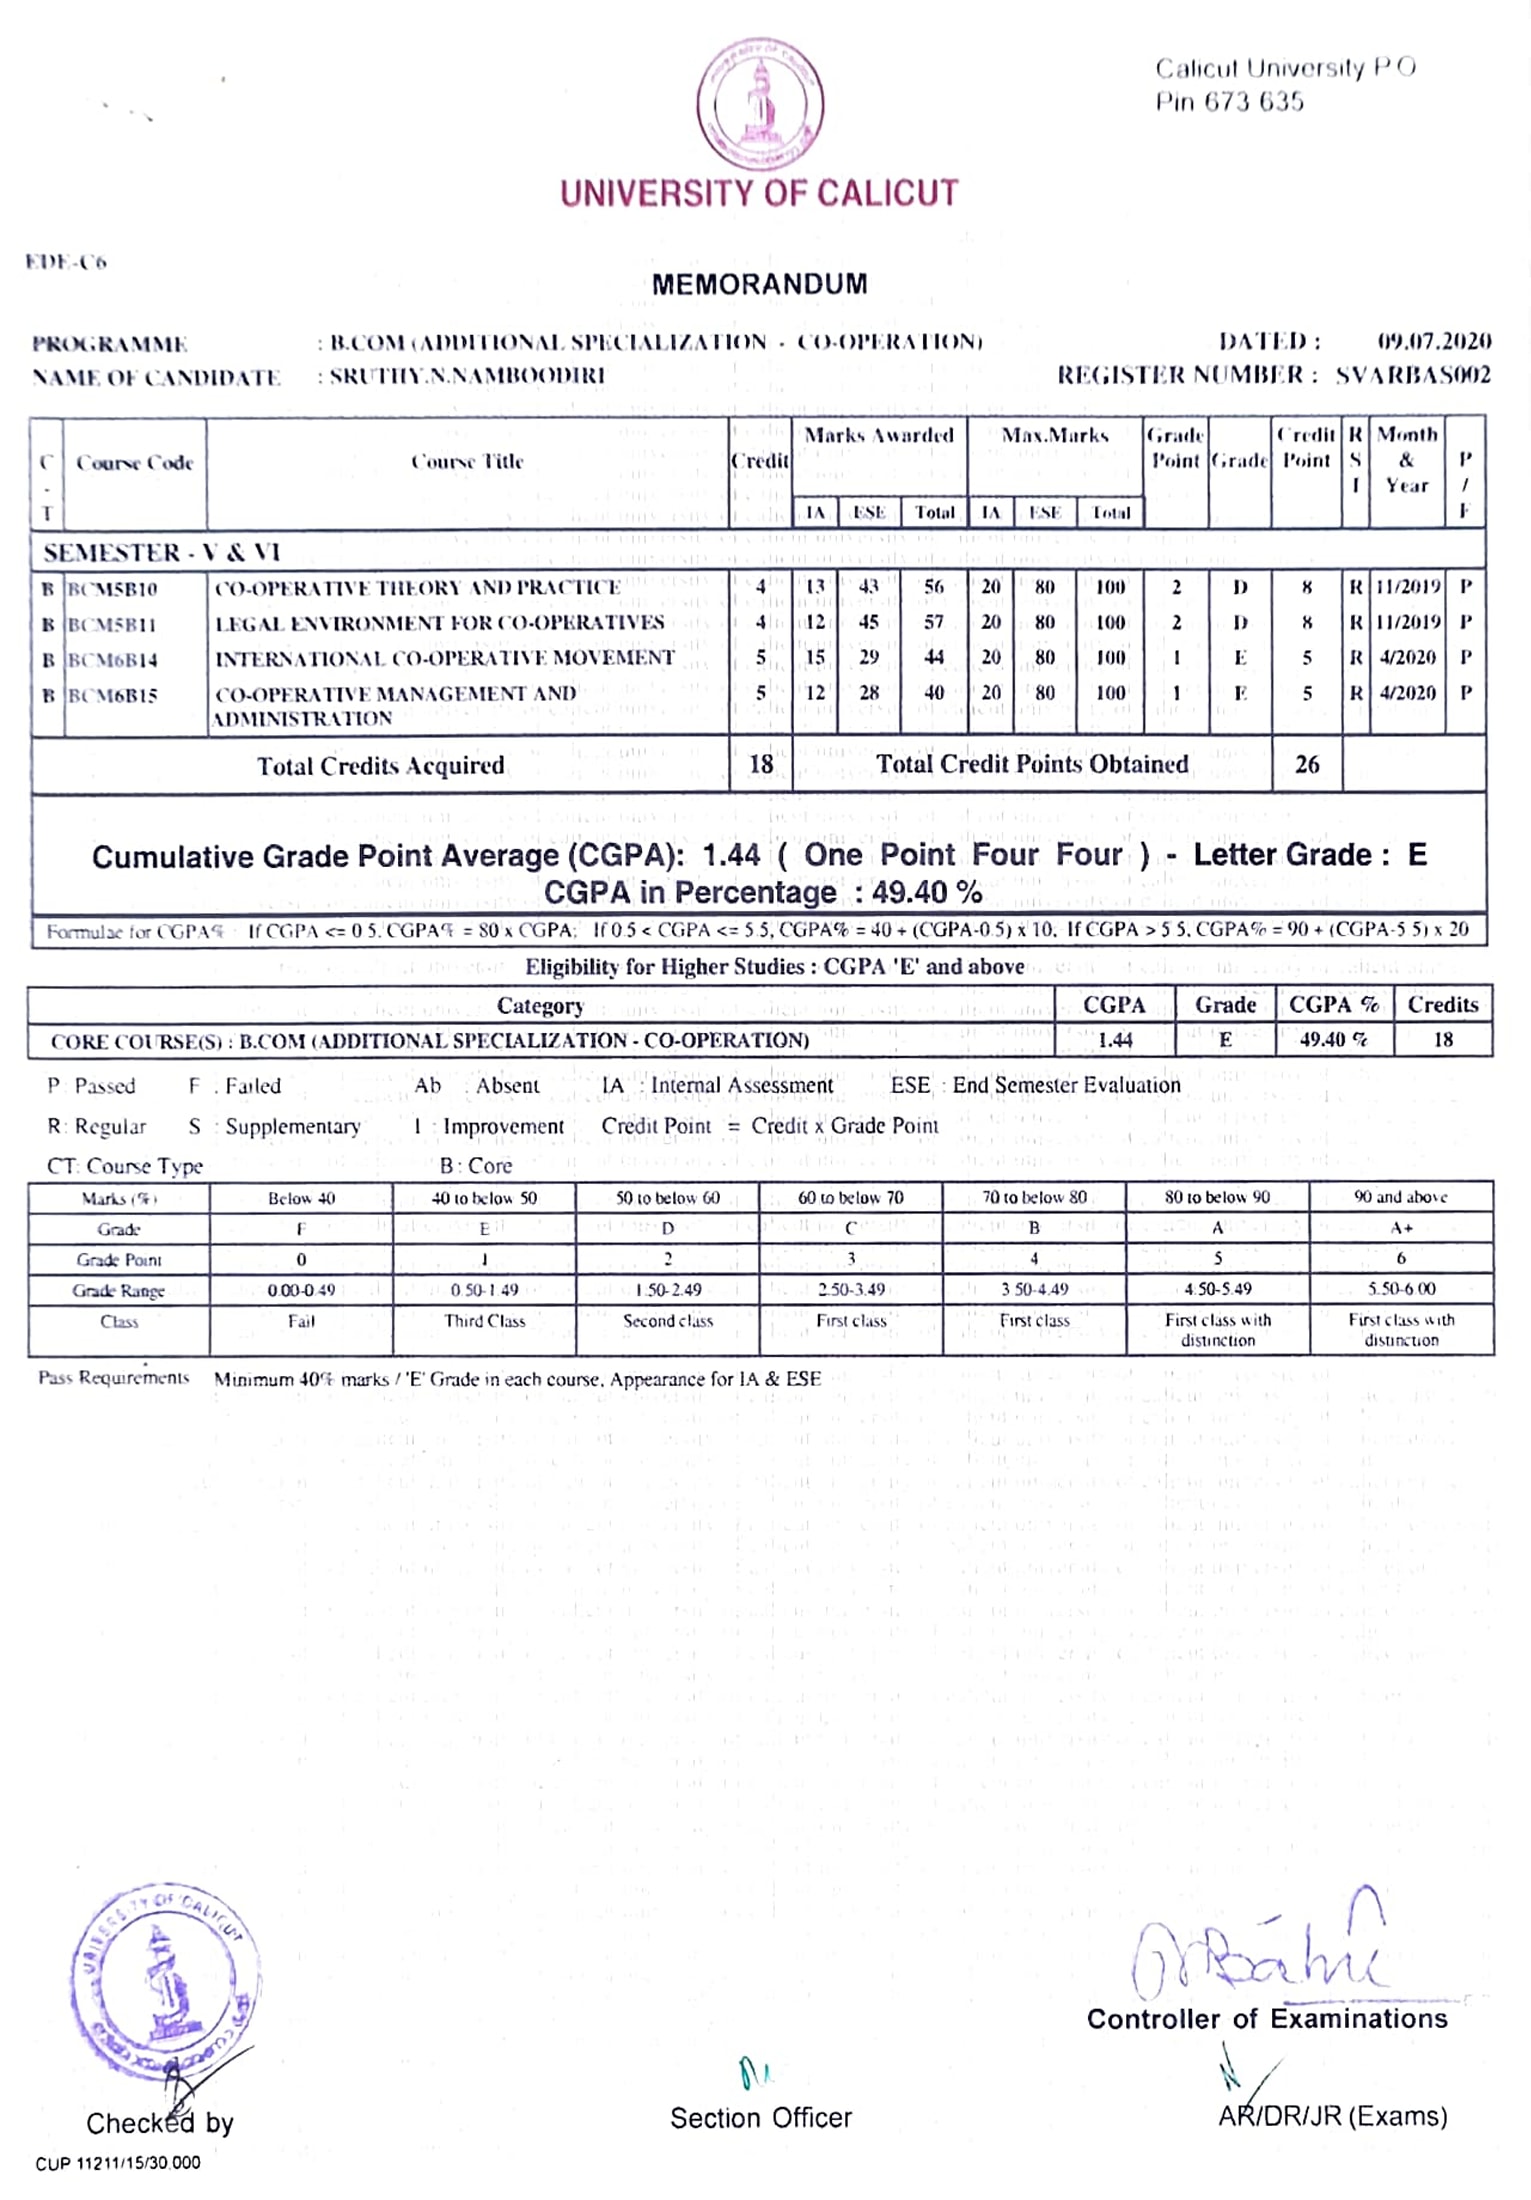 Calicut University P O
Pin 673 635
UNIVERSITY OF CALICUT
EDE-C6
MEMORANDUM
PROGRAMME : B.COM (ADDITIONAL SPECIALIZATION - CO-OPERATION) DATED : 09.07.2020
NAME OF CANDIDATE : SRUTHY.N.NAMBOODIRI REGISTER NUMBER : SVARBAS002
C.T Course Code Course Title Credit Marks Awarded Max.Marks Grade Point Grade Credit Point R S I Month & Year P / F
IA ESE Total IA ESE Total
SEMESTER - V & VI
B BCM5B10 CO-OPERATIVE THEORY AND PRACTICE 4 13 43 56 20 80 100 2 D 8 R 11/2019 P
B BCM5B11 LEGAL ENVIRONMENT FOR CO-OPERATIVES 4 12 45 57 20 80 100 2 D 8 R 11/2019 P
B BCM6B14 INTERNATIONAL CO-OPERATIVE MOVEMENT 5 15 29 44 20 80 100 1 E 5 R 4/2020 P
B BCM6B15 CO-OPERATIVE MANAGEMENT AND 5 12 28 40 20 80 100 1 E 5 R 4/2020 P
ADMINISTRATION
Total Credits Acquired 18 Total Credit Points Obtained 26
Cumulative Grade Point Average (CGPA): 1.44 ( One Point Four Four ) - Letter Grade : E
CGPA in Percentage : 49.40 %
Formulae for CGPA% If CGPA <= 0.5, CGPA% = 80 x CGPA; If 0.5 < CGPA <= 5.5, CGPA% = 40 + (CGPA-0.5) x 10; If CGPA > 5.5, CGPA% = 90 + (CGPA-5.5) x 20
Eligibility for Higher Studies : CGPA 'E' and above
Category CGPA Grade CGPA % Credits
CORE COURSE(S) : B.COM (ADDITIONAL SPECIALIZATION - CO-OPERATION) 1.44 E 49.40 % 18
P : Passed F : Failed Ab : Absent IA : Internal Assessment ESE : End Semester Evaluation
R : Regular S : Supplementary I : Improvement Credit Point = Credit x Grade Point
CT: Course Type B : Core
Marks (%) Below 40 40 to below 50 50 to below 60 60 to below 70 70 to below 80 80 to below 90 90 and above
Grade F E D C B A A+
Grade Point 0 1 2 3 4 5 6
Grade Range 0.00-0.49 0.50-1.49 1.50-2.49 2.50-3.49 3.50-4.49 4.50-5.49 5.50-6.00
Class Fail Third Class Second class First class First class First class with distinction First class with distinction
Pass Requirements Minimum 40% marks / 'E' Grade in each course, Appearance for IA & ESE
UNIVERSITY OF CALICUT
Controller of Examinations
Checked by
Section Officer
AR/DR/JR (Exams)
CUP 11211/15/30.000